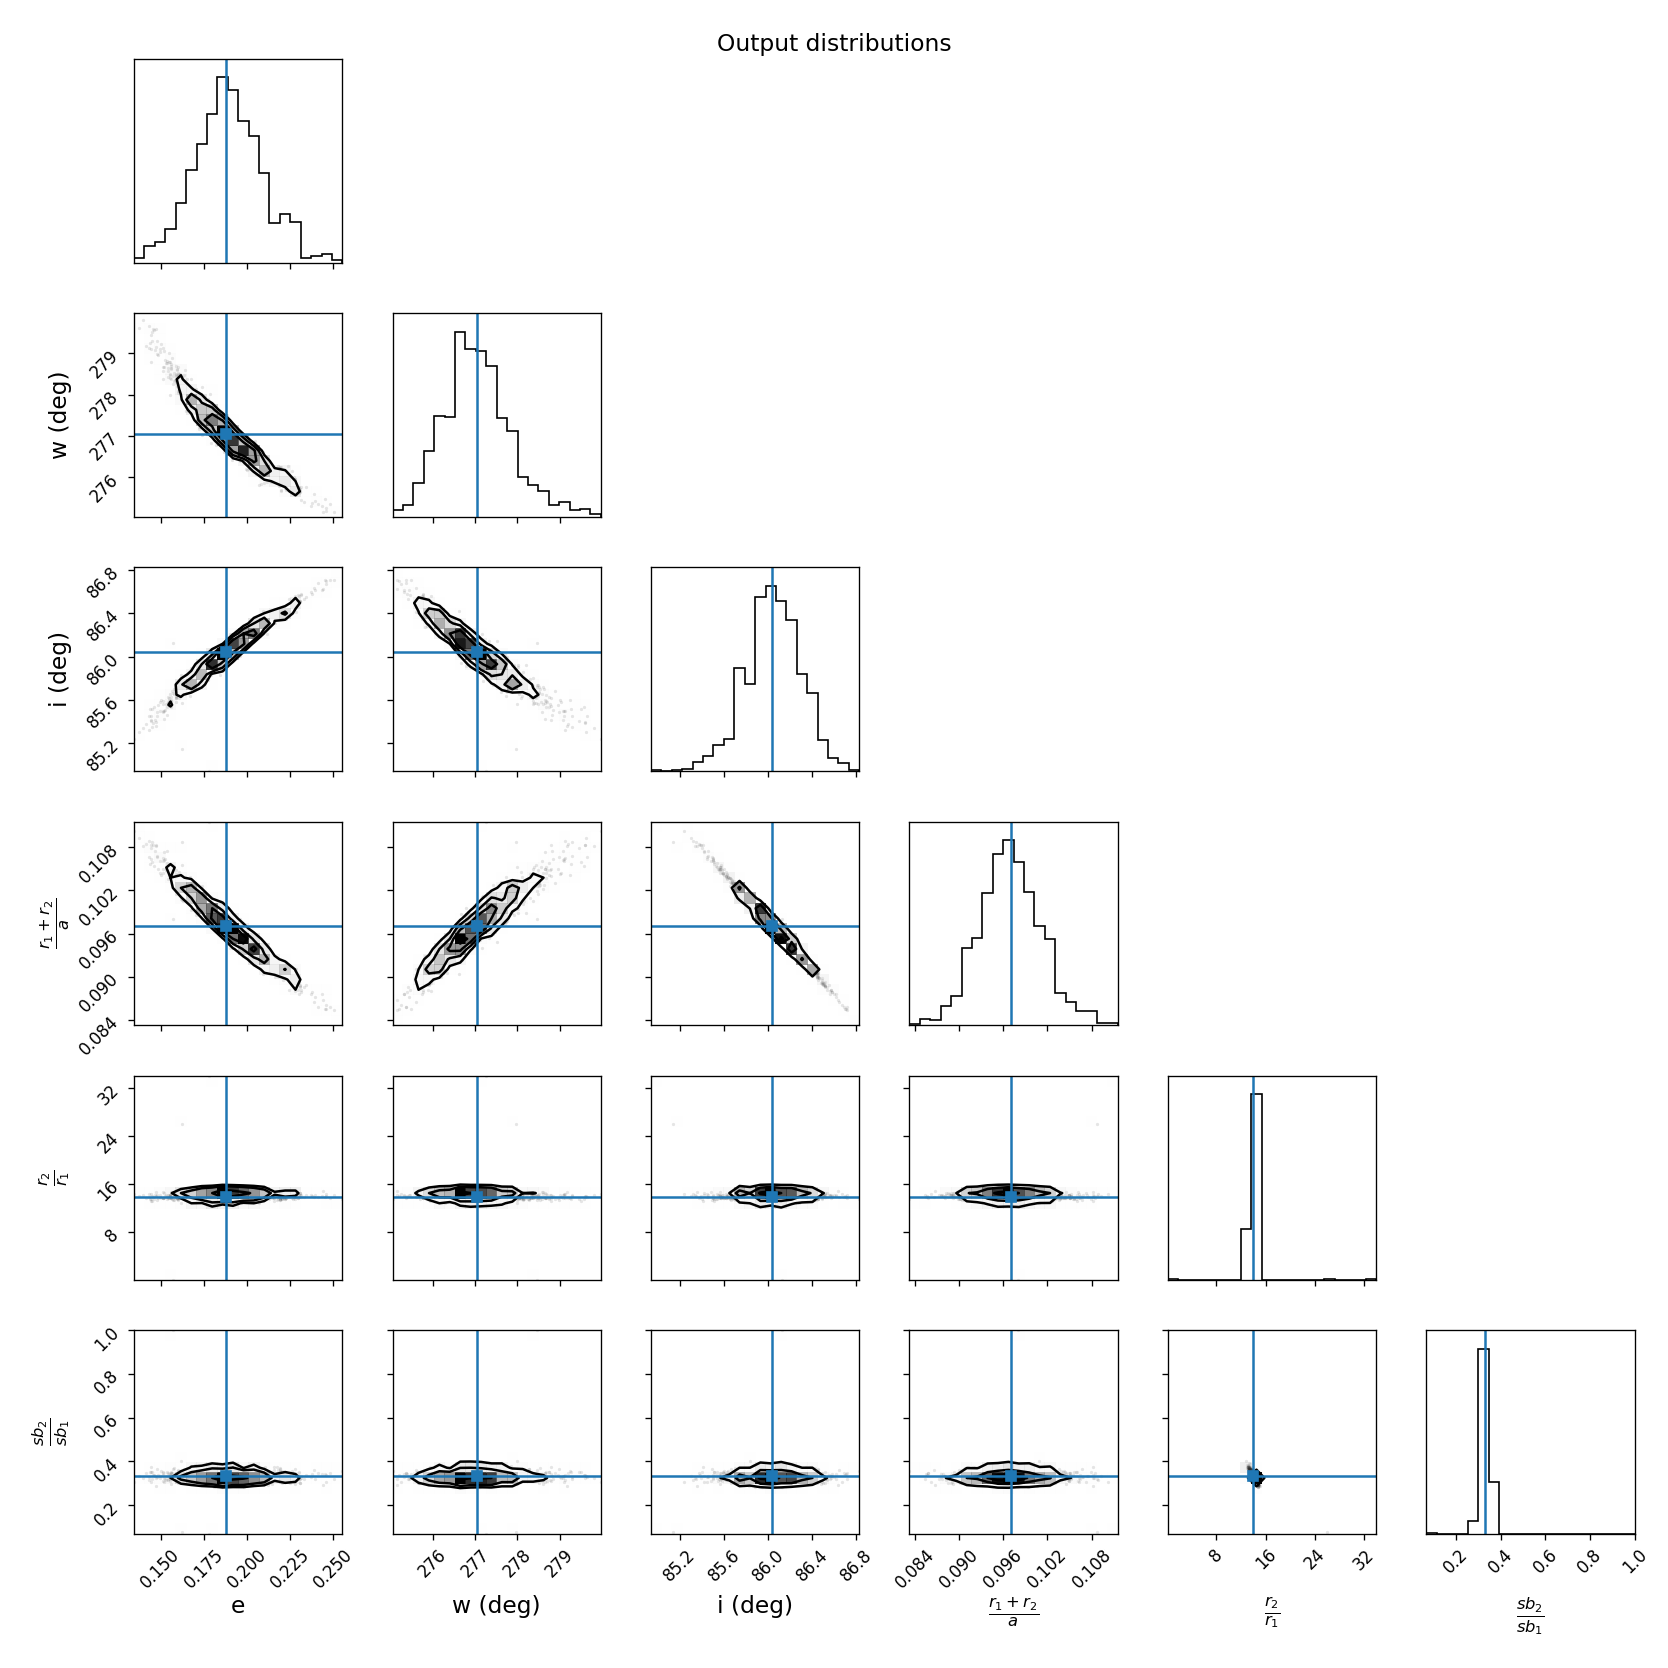 Output distributions
w (deg)
279
278
277
276
i (deg)
86.8
86.4
86.0
85.6
85.2
r₁ + r₂
a
0.108
0.102
0.096
0.090
0.084
r₂
r₁
32
24
16
8
sb₂
sb₁
1.0
0.8
0.6
0.4
0.2
0.150 0.175 0.200 0.225 0.250
276 277 278 279
85.2 85.6 86.0 86.4 86.8
0.084 0.090 0.096 0.102 0.108
8 16 24 32
0.2 0.4 0.6 0.8 1.0
e
w (deg)
i (deg)
r₁ + r₂
a
r₂
r₁
sb₂
sb₁